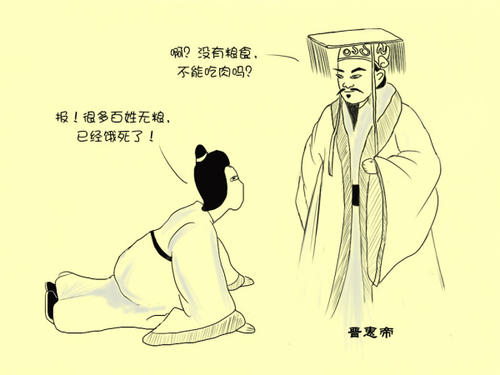 啊？没有粮食，
不能吃肉吗？
报！很多百姓无粮，
已经饿死了！
晋惠帝